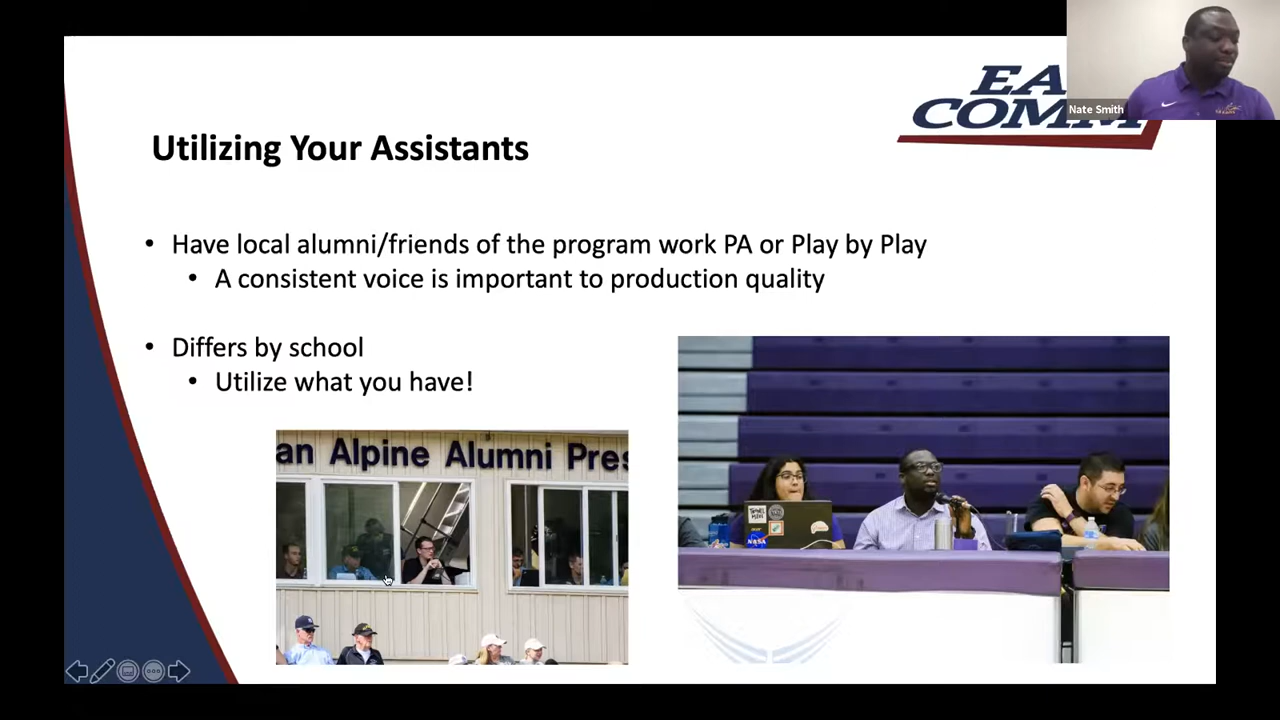 EA
COMM
Nate Smith
Utilizing Your Assistants
• Have local alumni/friends of the program work PA or Play by Play
• A consistent voice is important to production quality
• Differs by school
• Utilize what you have!
an Alpine Alumni Pres
NASA